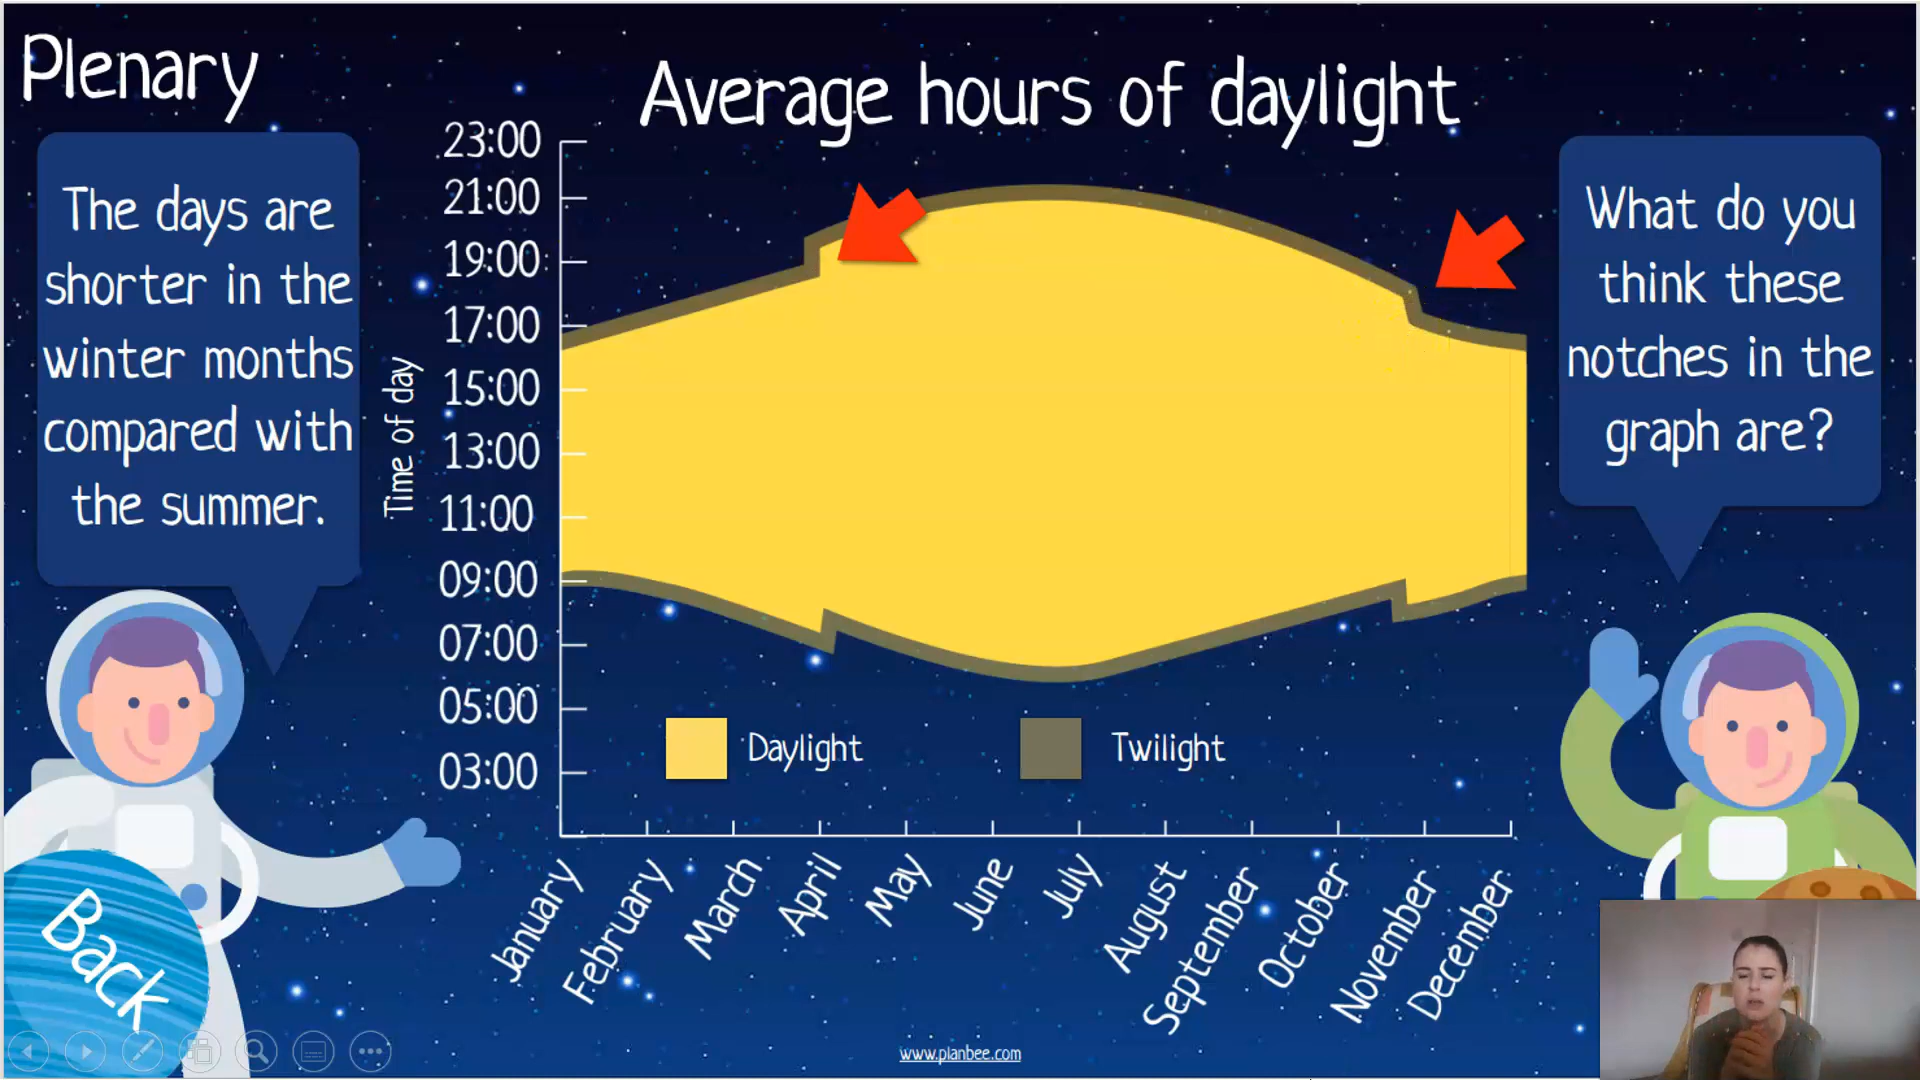 Plenary
Average hours of daylight
The days are
shorter in the
winter months
compared with
the summer.
What do you
think these
notches in the
graph are?
Time of day
23:00
21:00
19:00
17:00
15:00
13:00
11:00
09:00
07:00
05:00
03:00
Daylight
Twilight
January
February
March
April
May
June
July
August
September
October
November
December
Back
www.planbee.com